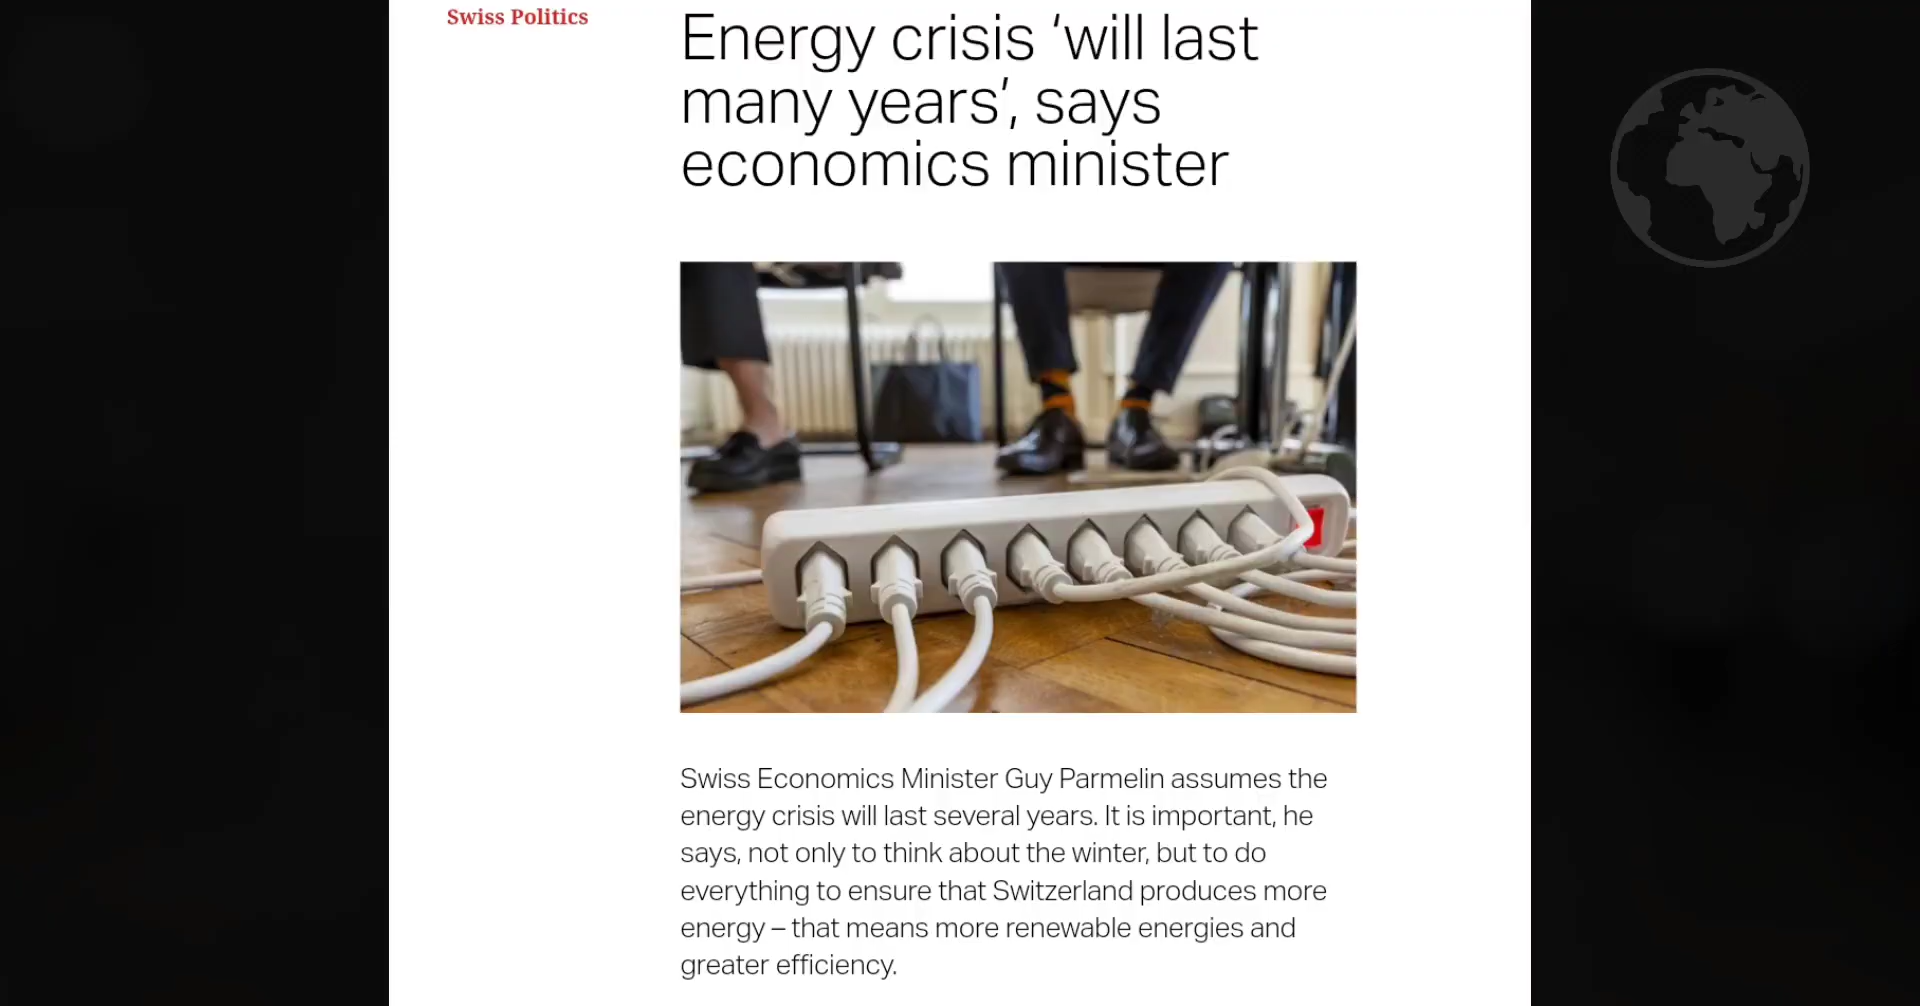 Swiss Politics
Energy crisis ‘will last
many years’, says
economics minister
Swiss Economics Minister Guy Parmelin assumes the
energy crisis will last several years. It is important, he
says, not only to think about the winter, but to do
everything to ensure that Switzerland produces more
energy – that means more renewable energies and
greater efficiency.